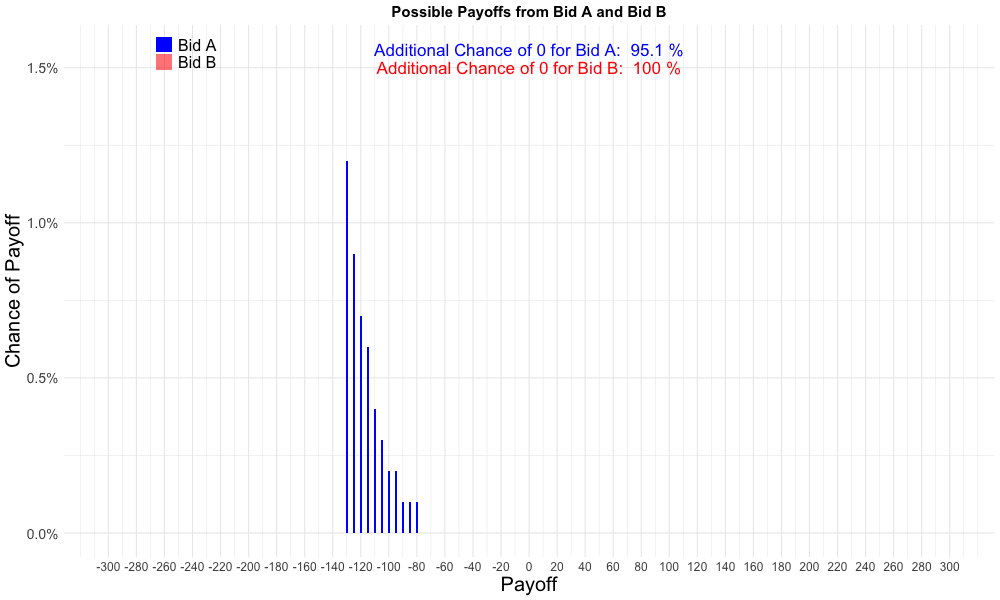 Possible Payoffs from Bid A and Bid B
Bid A
Bid B
Additional Chance of 0 for Bid A:  95.1 %
Additional Chance of 0 for Bid B:  100 %
Chance of Payoff
1.5%
1.0%
0.5%
0.0%
-300 -280 -260 -240 -220 -200 -180 -160 -140 -120 -100 -80 -60 -40 -20 0 20 40 60 80 100 120 140 160 180 200 220 240 260 280 300
Payoff